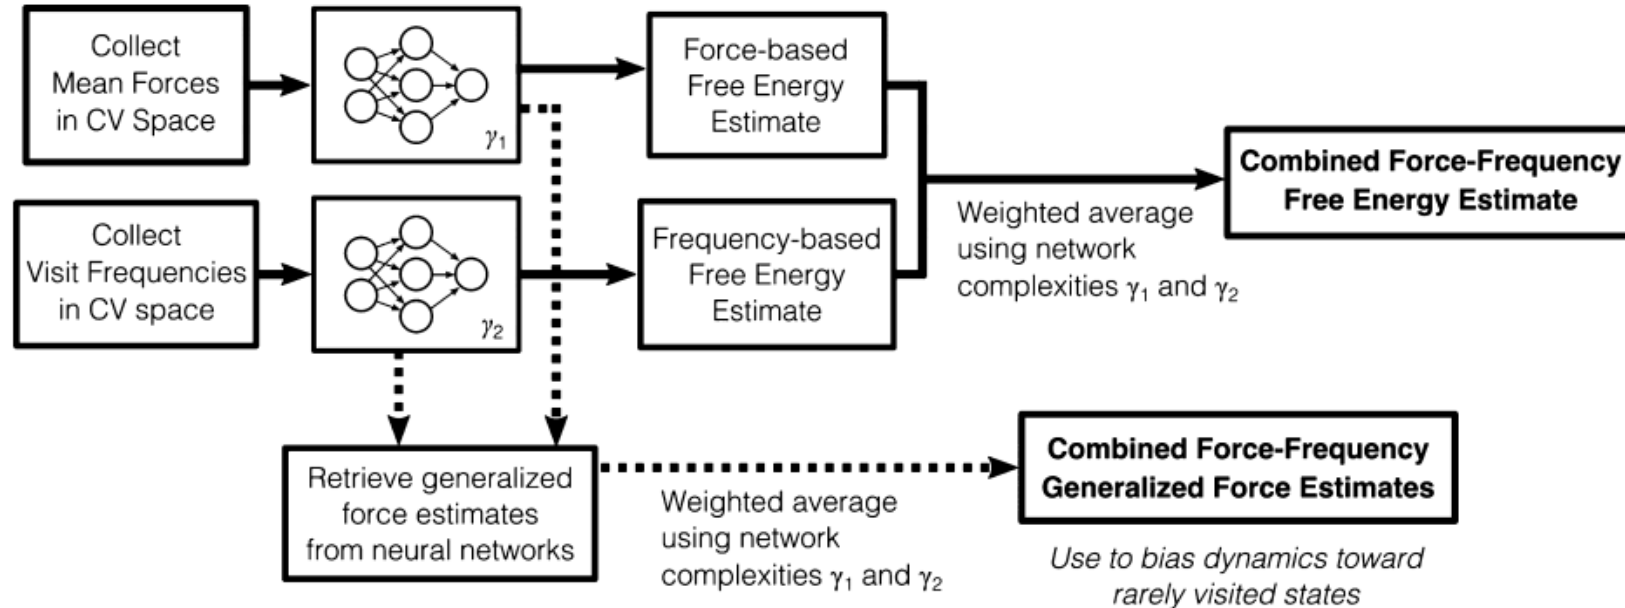 Collect
Mean Forces
in CV Space
γ1
Force-based
Free Energy
Estimate
Combined Force-Frequency
Free Energy Estimate
Collect
Visit Frequencies
in CV space
γ2
Frequency-based
Free Energy
Estimate
Weighted average
using network
complexities γ1 and γ2
Retrieve generalized
force estimates
from neural networks
Weighted average
using network
complexities γ1 and γ2
Combined Force-Frequency
Generalized Force Estimates
Use to bias dynamics toward
rarely visited states